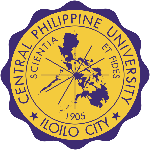 CENTRAL PHILIPPINE UNIVERSITY
SCIENTIA ET FIDES
1905
★ ILOILO CITY ★